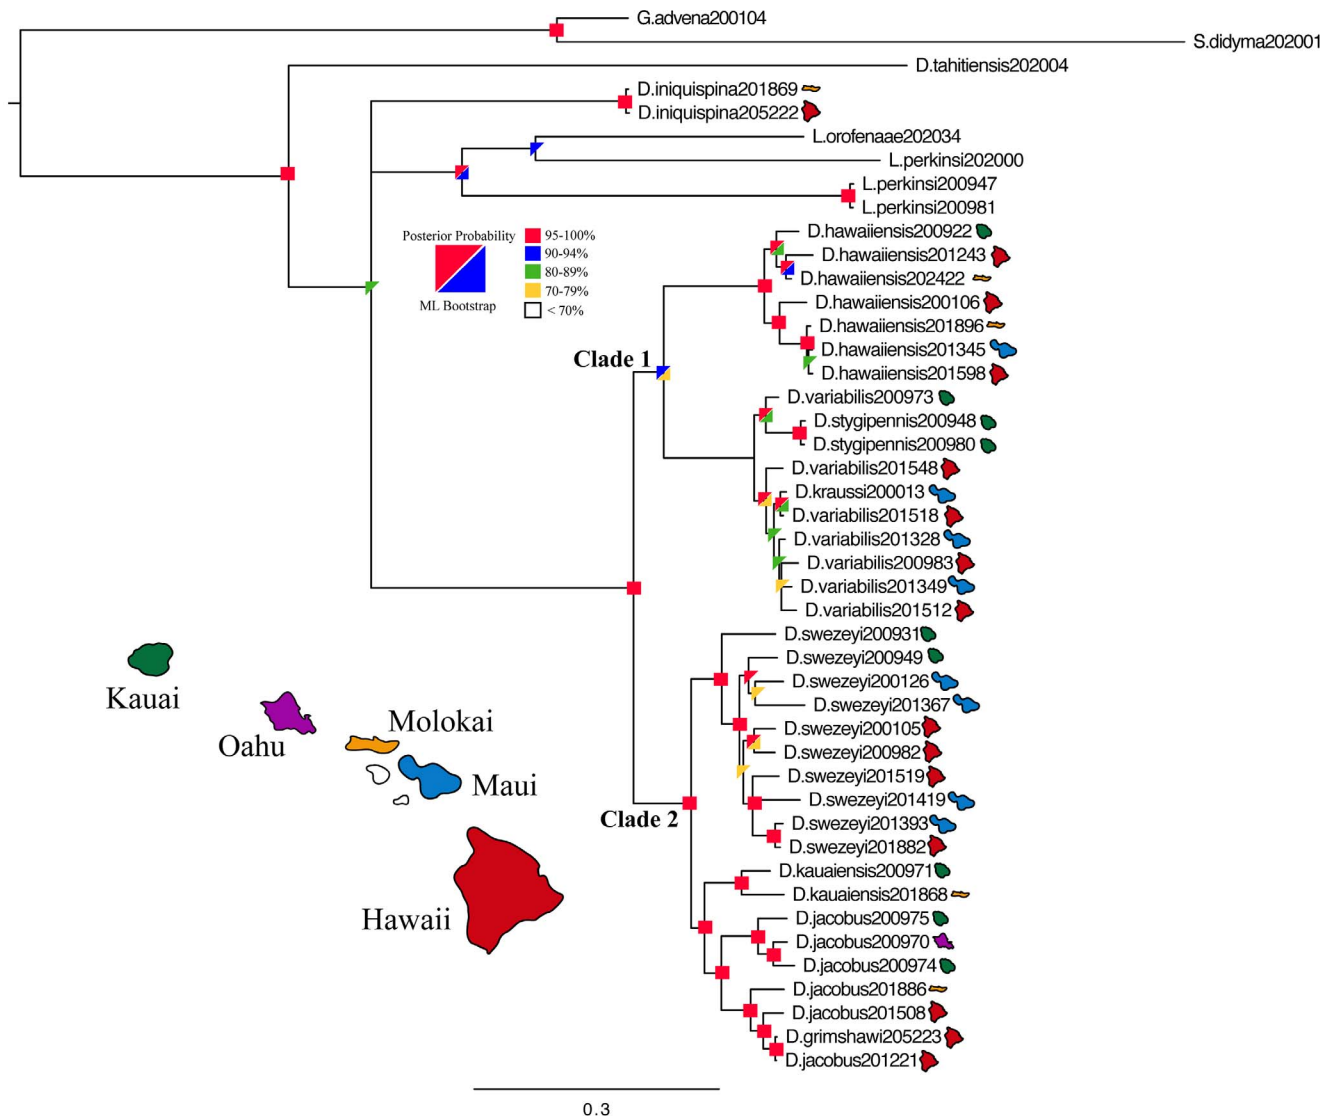 G.advena200104
S.didyma202001
D.tahitiensis202004
D.iniquispina201869
D.iniquispina205222
L.orofenaae202034
L.perkinsi202000
L.perkinsi200947
L.perkinsi200981
D.hawaiiensis200922
Posterior Probability
ML Bootstrap
95-100%
90-94%
80-89%
70-79%
< 70%
D.hawaiiensis201243
D.hawaiiensis202422
D.hawaiiensis200106
D.hawaiiensis201896
D.hawaiiensis201345
Clade 1
D.hawaiiensis201598
D.variabilis200973
D.stygipennis200948
D.stygipennis200980
D.variabilis201548
D.kraussi200013
D.variabilis201518
D.variabilis201328
D.variabilis200983
D.variabilis201349
D.variabilis201512
D.swezeyi200931
D.swezeyi200949
D.swezeyi200126
D.swezeyi201367
D.swezeyi200105
D.swezeyi200982
D.swezeyi201519
D.swezeyi201419
Clade 2
D.swezeyi201393
D.swezeyi201882
D.kauaiensis200971
D.kauaiensis201868
D.jacobus200975
D.jacobus200970
D.jacobus200974
D.jacobus201886
D.jacobus201508
D.grimshawi205223
D.jacobus201221
Kauai
Oahu
Molokai
Maui
Hawaii
0.3